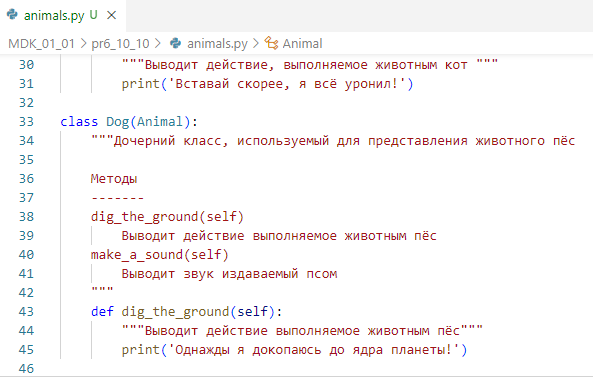 animals.py U ×
MDK_01_01 > pr6_10_10 > animals.py > Animal
30 """Выводит действие, выполняемое животным кот """
31 print('Вставай скорее, я всё уронил!')
32
33 class Dog(Animal):
34 """Дочерний класс, используемый для представления животного пёс
35
36 Методы
37 -------
38 dig_the_ground(self)
39 Выводит действие выполняемое животным пёс
40 make_a_sound(self)
41 Выводит звук издаваемый псом
42 """
43 def dig_the_ground(self):
44 """Выводит действие выполняемое животным пёс"""
45 print('Однажды я докопаюсь до ядра планеты!')
46